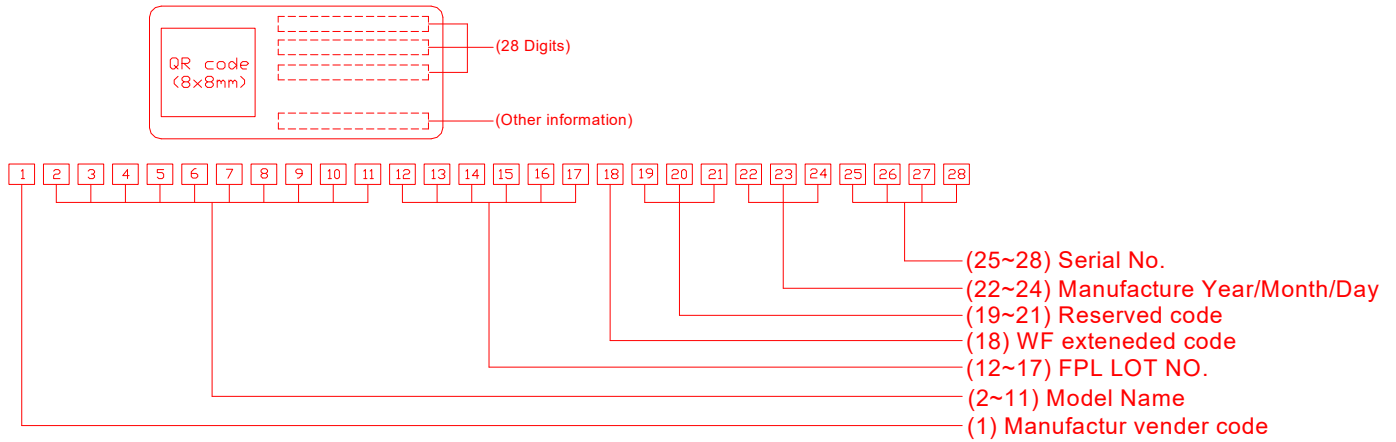 QR code
(8x8mm)
(28 Digits)
(Other information)
1 2 3 4 5 6 7 8 9 10 11 12 13 14 15 16 17 18 19 20 21 22 23 24 25 26 27 28
(25~28) Serial No.
(22~24) Manufacture Year/Month/Day
(19~21) Reserved code
(18) WF exteneded code
(12~17) FPL LOT NO.
(2~11) Model Name
(1) Manufactur vender code